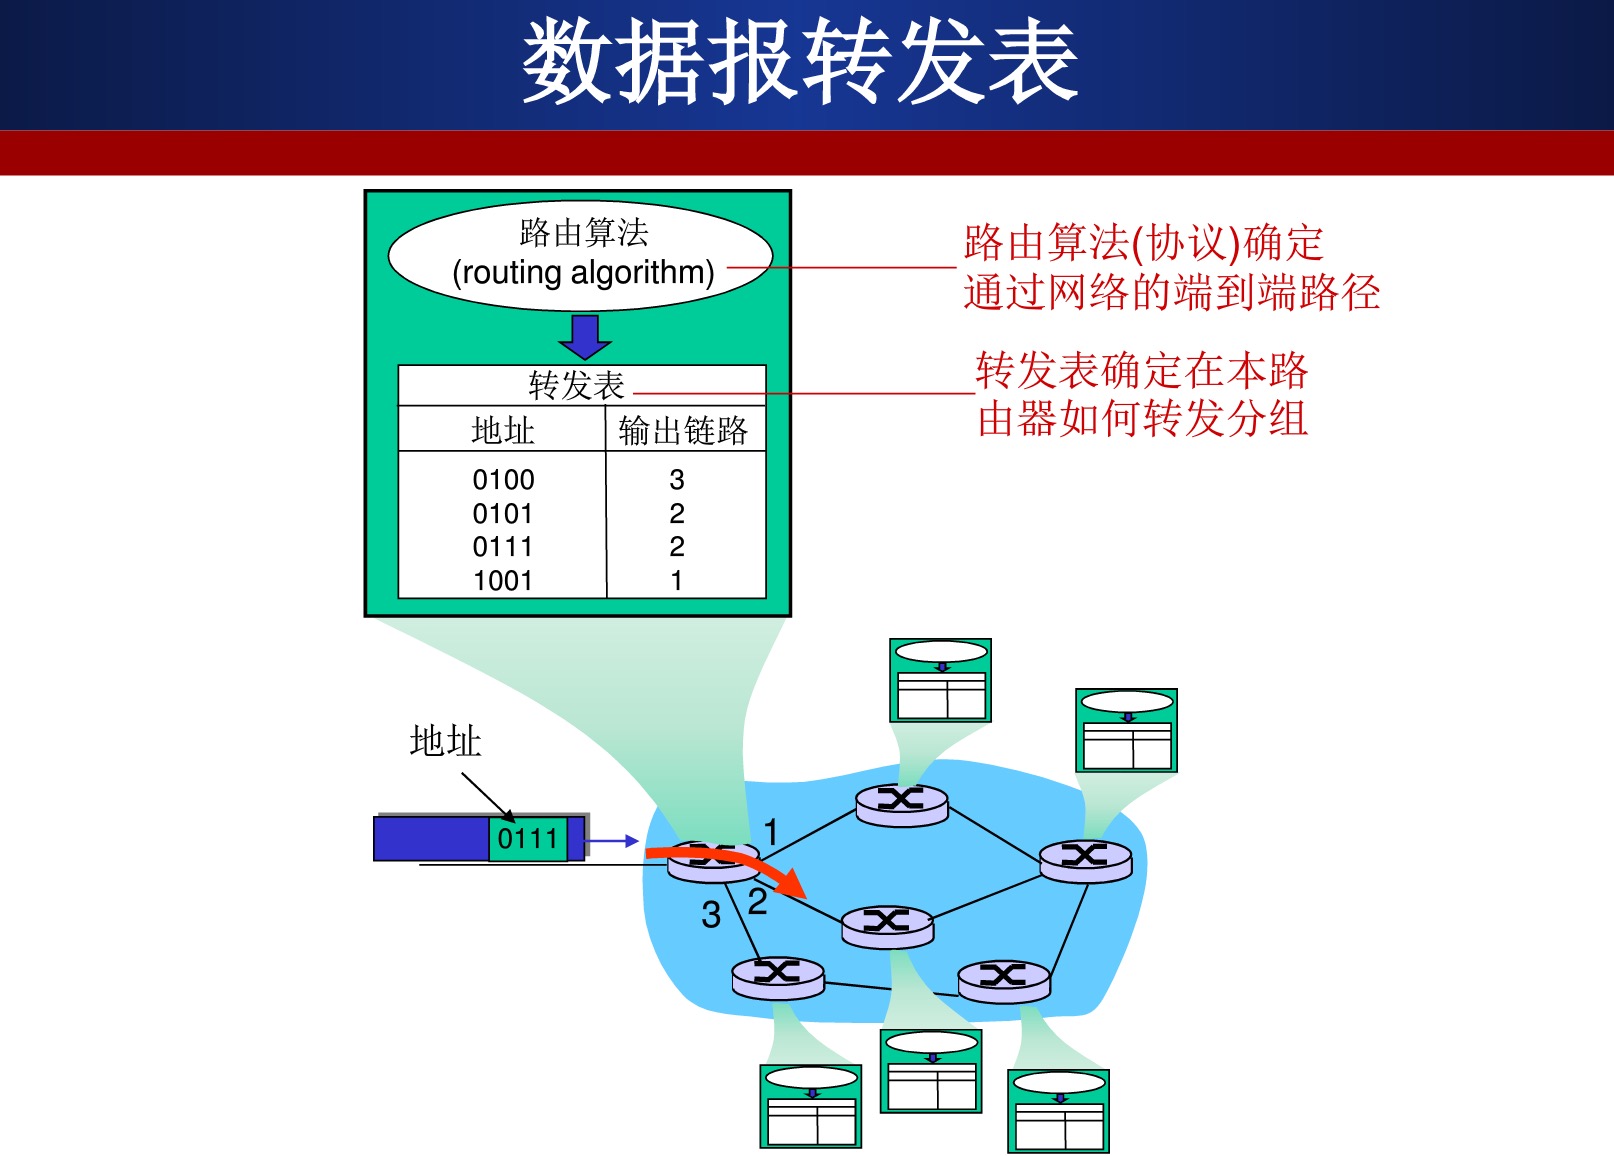 数据报转发表
路由算法
(routing algorithm)
路由算法(协议)确定
通过网络的端到端路径
转发表
转发表确定在本路
由器如何转发分组
地址 输出链路
0100 3
0101 2
0111 2
1001 1
地址
0111
1
2
3